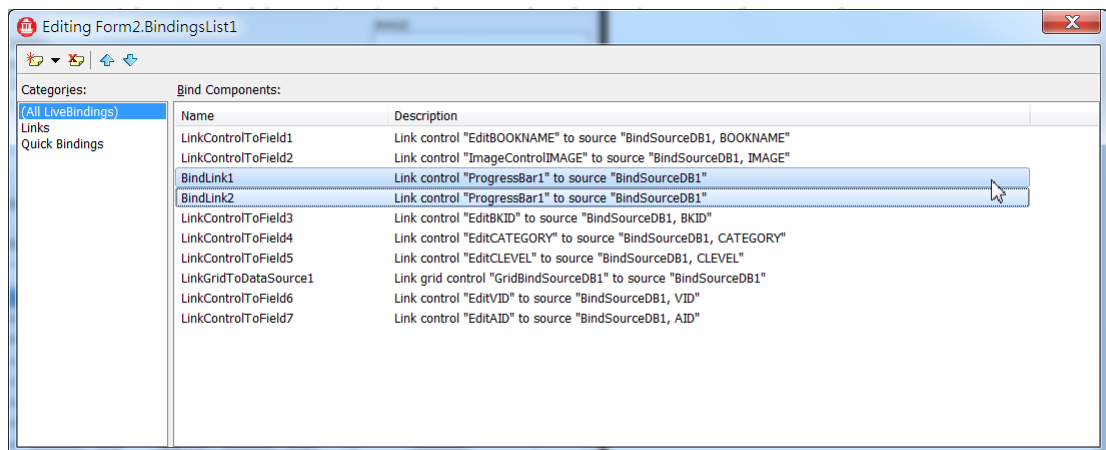 Editing Form2.BindingsList1
X
Categories:
Bind Components:
(All LiveBindings)
Links
Quick Bindings
Name Description
LinkControlToField1 Link control "EditBOOKNAME" to source "BindSourceDB1, BOOKNAME"
LinkControlToField2 Link control "ImageControlIMAGE" to source "BindSourceDB1, IMAGE"
BindLink1 Link control "ProgressBar1" to source "BindSourceDB1"
BindLink2 Link control "ProgressBar1" to source "BindSourceDB1"
LinkControlToField3 Link control "EditBKID" to source "BindSourceDB1, BKID"
LinkControlToField4 Link control "EditCATEGORY" to source "BindSourceDB1, CATEGORY"
LinkControlToField5 Link control "EditCLEVEL" to source "BindSourceDB1, CLEVEL"
LinkGridToDataSource1 Link grid control "GridBindSourceDB1" to source "BindSourceDB1"
LinkControlToField6 Link control "EditVID" to source "BindSourceDB1, VID"
LinkControlToField7 Link control "EditAID" to source "BindSourceDB1, AID"